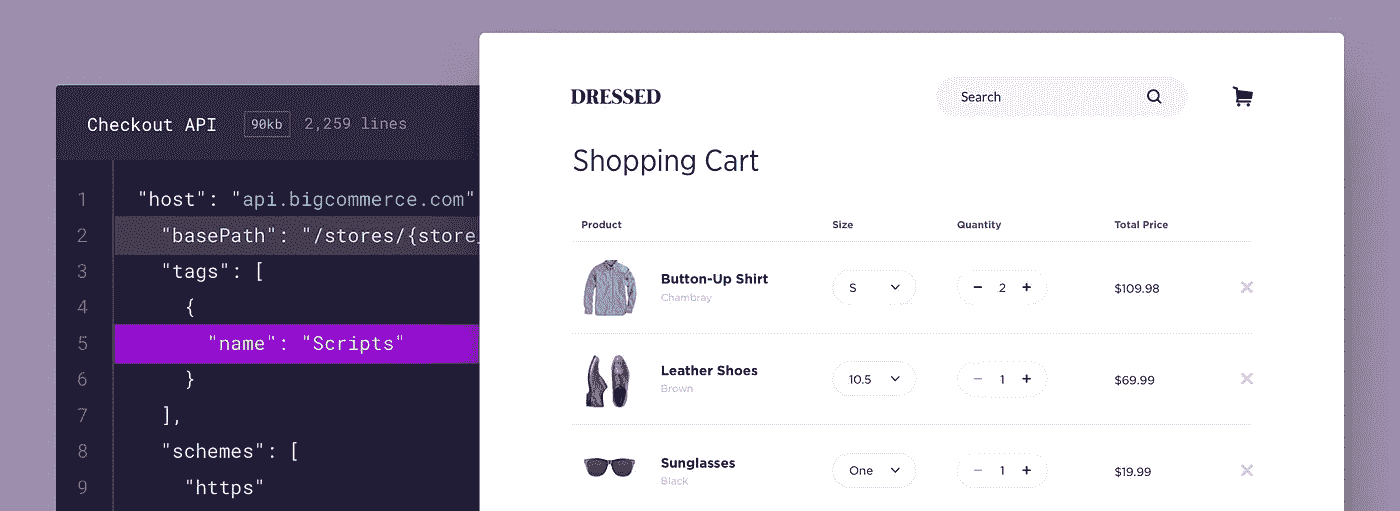 Checkout API 90kb 2,259 lines
1 "host": "api.bigcommerce.com"
2 "basePath": "/stores/{store_
3 "tags": [
4 {
5 "name": "Scripts"
6 }
7 ],
8 "schemes": [
9 "https"
DRESSED Search
Shopping Cart
Product Size Quantity Total Price
Button-Up Shirt
Chambray
S − 2 + $109.98
Leather Shoes
Brown
10.5 − 1 + $69.99
Sunglasses
Black
One − 1 + $19.99